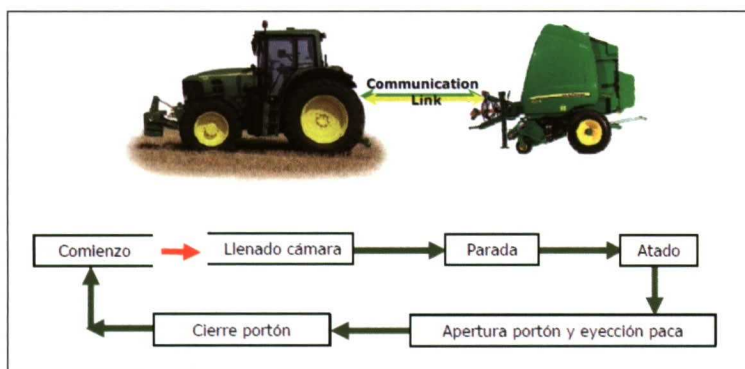 Communication
Link
Comienzo
Llenado cámara
Parada
Atado
Cierre portón
Apertura portón y eyección paca